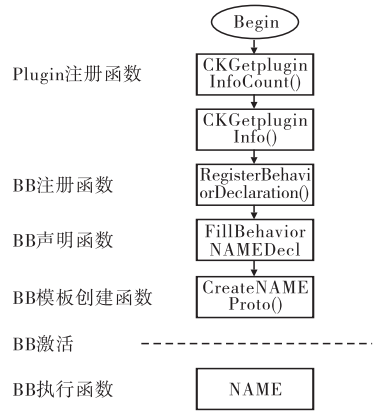 Begin
Plugin注册函数
CKGetplugin
InfoCount()
CKGetplugin
Info()
BB注册函数
RegisterBehavi
orDeclaration()
BB声明函数
FillBehavior
NAMEDecl
BB模板创建函数
CreateNAME
Proto()
BB激活
BB执行函数
NAME